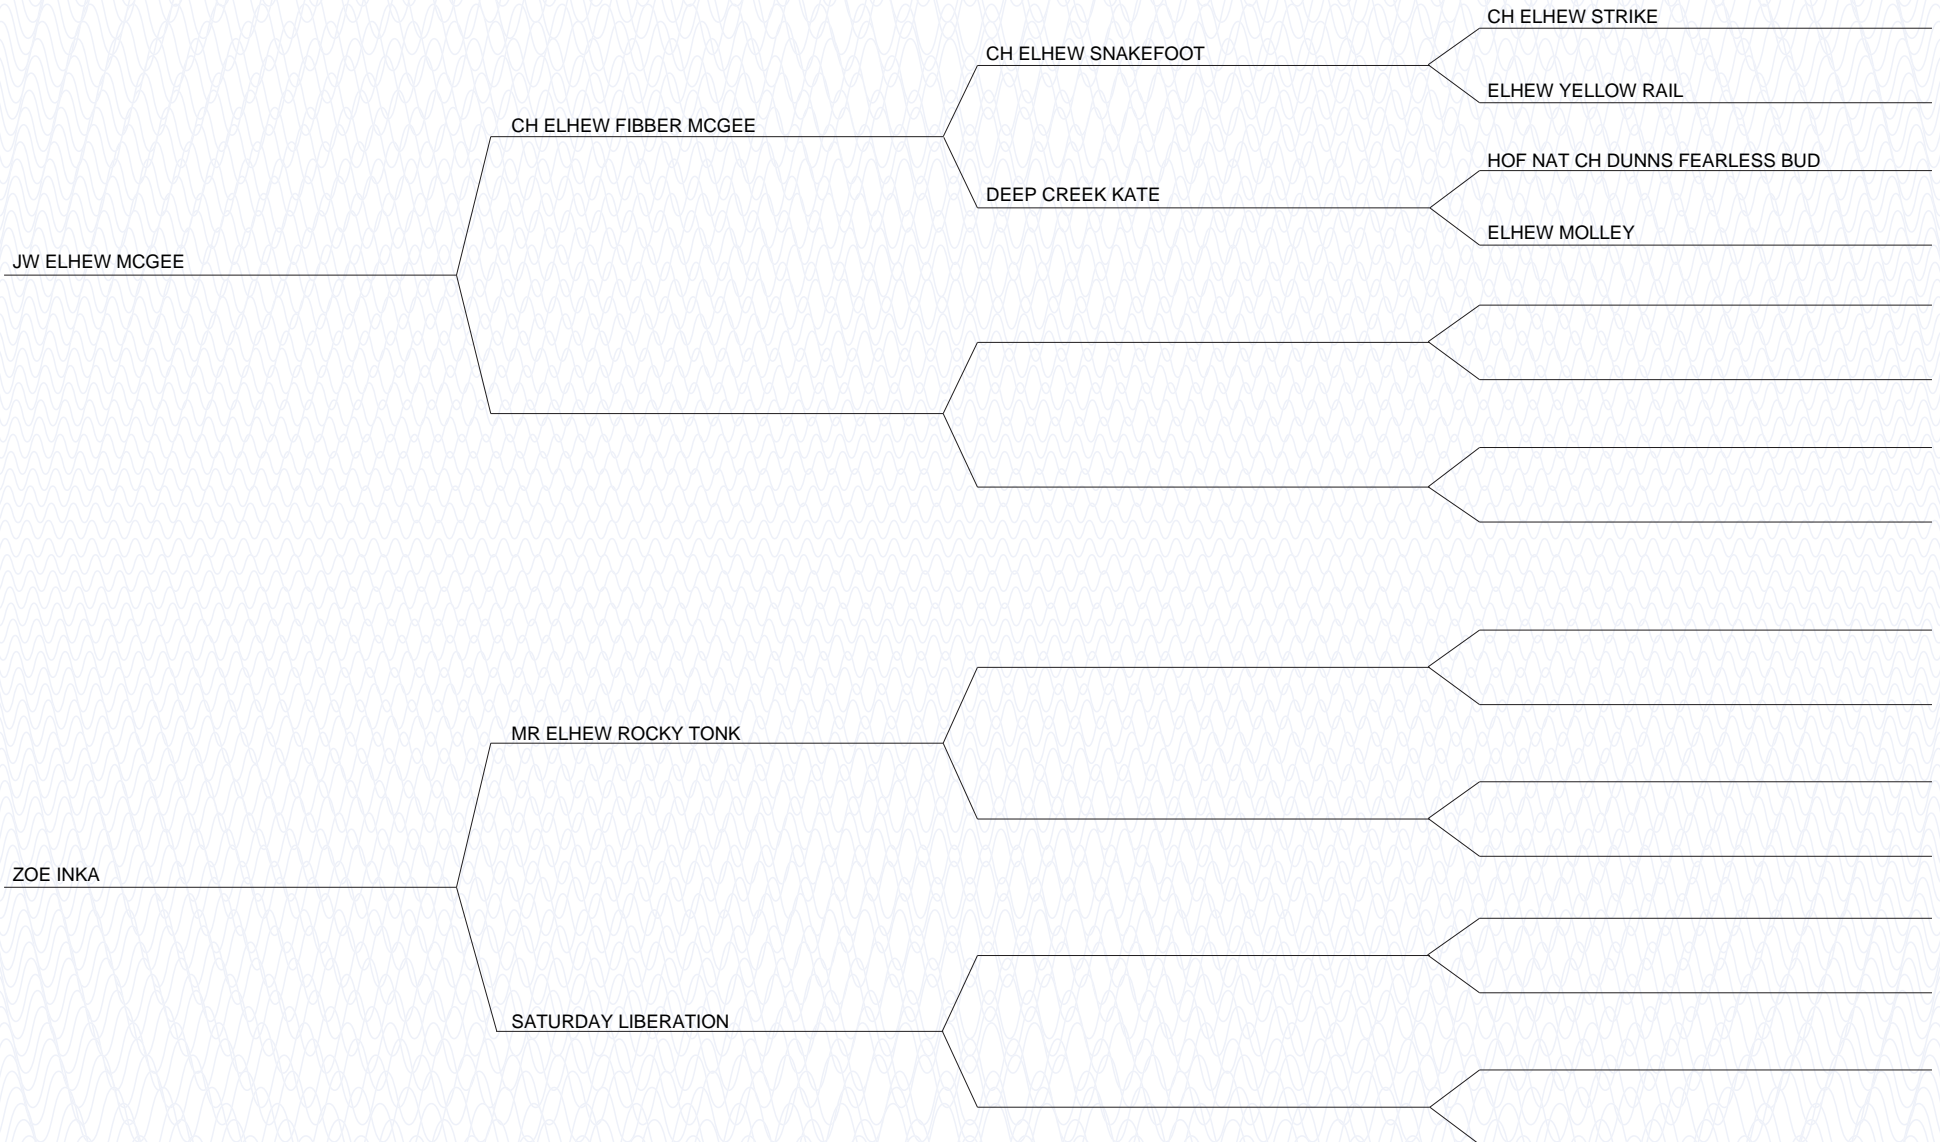 CH ELHEW STRIKE
CH ELHEW SNAKEFOOT
ELHEW YELLOW RAIL
CH ELHEW FIBBER MCGEE
HOF NAT CH DUNNS FEARLESS BUD
DEEP CREEK KATE
ELHEW MOLLEY
JW ELHEW MCGEE
MR ELHEW ROCKY TONK
ZOE INKA
SATURDAY LIBERATION